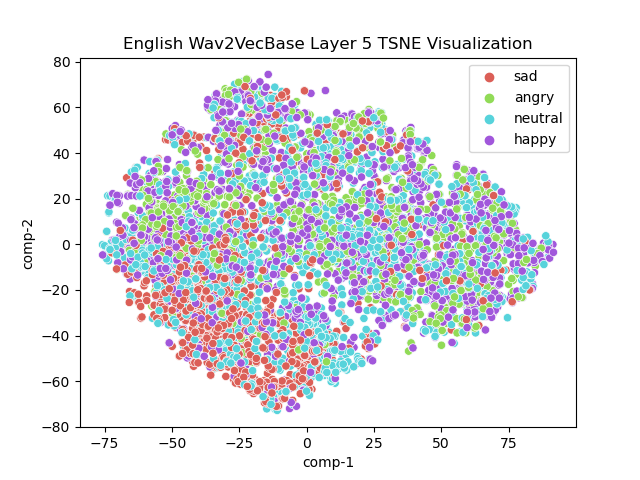 English Wav2VecBase Layer 5 TSNE Visualization
sad
angry
neutral
happy
80
60
40
20
0
−20
−40
−60
−80
comp-2
−75
−50
−25
0
25
50
75
comp-1